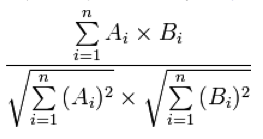 n
∑ A_i × B_i
i=1
√ n ∑ i=1 (A_i)² × √ n ∑ i=1 (B_i)²